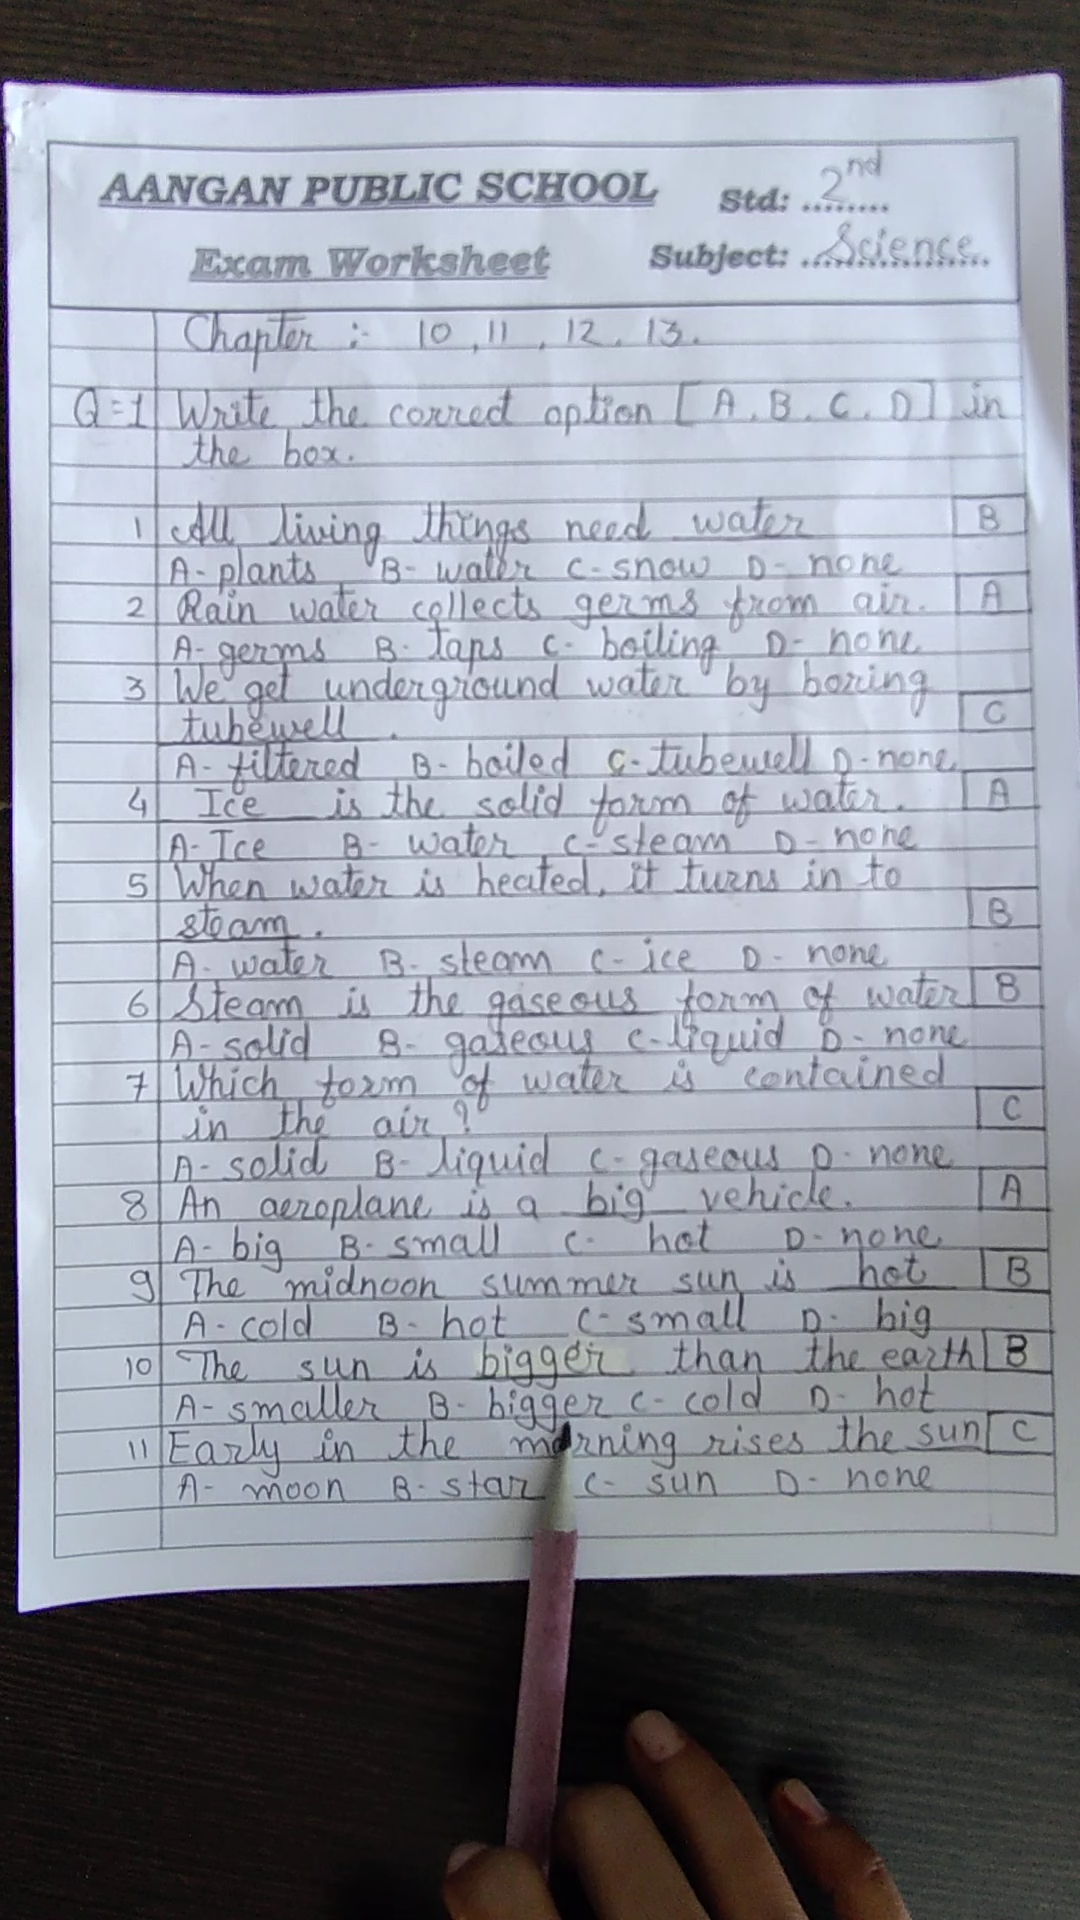 AANGAN PUBLIC SCHOOL Std: 2nd
Exam Worksheet Subject: Science
Chapter :- 10, 11, 12, 13.
Q=1 Write the correct option [A, B, C, D] in
the box.
1 All living things need water B
A- plants B- water C- snow D- none
2 Rain water collects germs from air. A
A- germs B- taps C- boiling D- none
3 We get underground water by boring
tubewell. C
A- filtered B- boiled C- tubewell D- none
4 Ice is the solid form of water. A
A- Ice B- water C- steam D- none
5 When water is heated, it turns in to
steam. B
A- water B- steam C- ice D- none
6 Steam is the gaseous form of water B
A- solid B- gaseous C- liquid D- none
7 Which form of water is contained
in the air? C
A- solid B- liquid C- gaseous D- none
8 An aeroplane is a big vehicle. A
A- big B- small C- hot D- none
9 The midnoon summer sun is hot B
A- cold B- hot C- small D- big
10 The sun is bigger than the earth B
A- smaller B- bigger C- cold D- hot
11 Early in the morning rises the sun C
A- moon B- star C- sun D- none